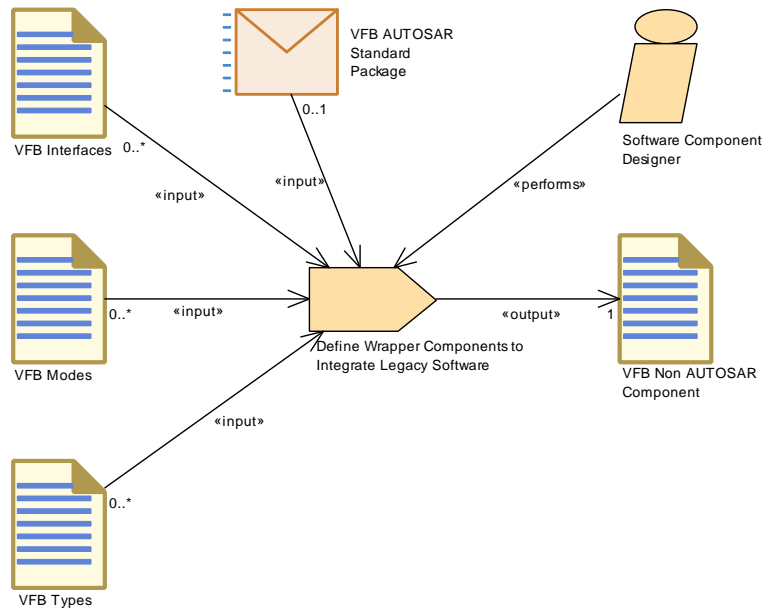 VFB AUTOSAR
Standard
Package
0..1
VFB Interfaces
0..*
Software Component
Designer
«input»
«input»
«performs»
0..*
«input»
«output»
1
Define Wrapper Components to
Integrate Legacy Software
VFB Modes
VFB Non AUTOSAR
Component
«input»
0..*
VFB Types